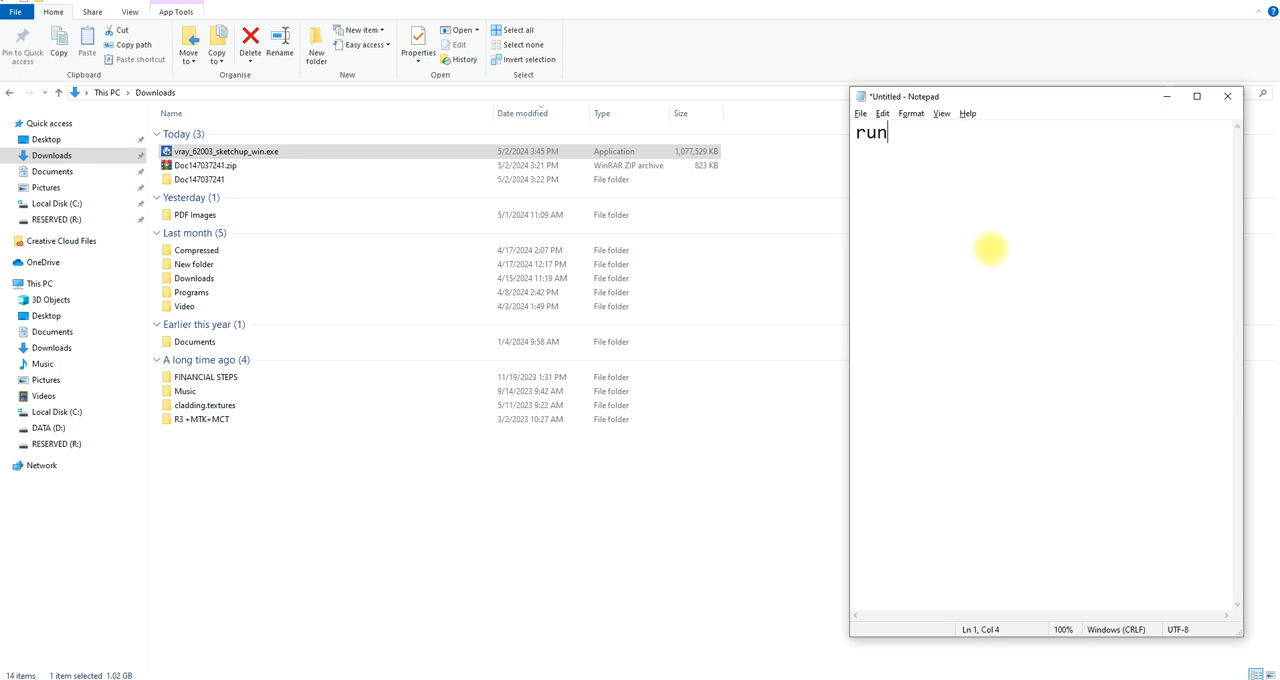 File Home Share View App Tools
Pin to Quick access
Copy
Paste
Cut
Copy path
Paste shortcut
Clipboard
Move to
Copy to
Delete
Rename
Organise
New folder
New item
Easy access
New
Properties
Open
Edit
History
Open
Select all
Select none
Invert selection
Select
This PC › Downloads
Name Date modified Type Size
Quick access
Desktop
Downloads
Documents
Pictures
Local Disk (C:)
RESERVED (R:)
Creative Cloud Files
OneDrive
This PC
3D Objects
Desktop
Documents
Downloads
Music
Pictures
Videos
Local Disk (C:)
DATA (D:)
RESERVED (R:)
Network
Today (3)
vray_62003_sketchup_win.exe 5/2/2024 3:45 PM Application 1,077,529 KB
Doc147037241.zip 5/2/2024 3:21 PM WinRAR ZIP archive 823 KB
Doc147037241 5/2/2024 3:22 PM File folder
Yesterday (1)
PDF Images 5/1/2024 11:09 AM File folder
Last month (5)
Compressed 4/17/2024 2:07 PM File folder
New folder 4/17/2024 12:17 PM File folder
Downloads 4/15/2024 11:19 AM File folder
Programs 4/8/2024 2:42 PM File folder
Video 4/3/2024 1:49 PM File folder
Earlier this year (1)
Documents 1/4/2024 9:58 AM File folder
A long time ago (4)
FINANCIAL STEPS 11/19/2023 1:31 PM File folder
Music 9/14/2023 9:42 AM File folder
cladding.textures 5/11/2023 9:22 AM File folder
R3 +MTK+MCT 3/2/2023 10:27 AM File folder
*Untitled - Notepad
File Edit Format View Help
run
Ln 1, Col 4 100% Windows (CRLF) UTF-8
14 items 1 item selected 1.02 GB